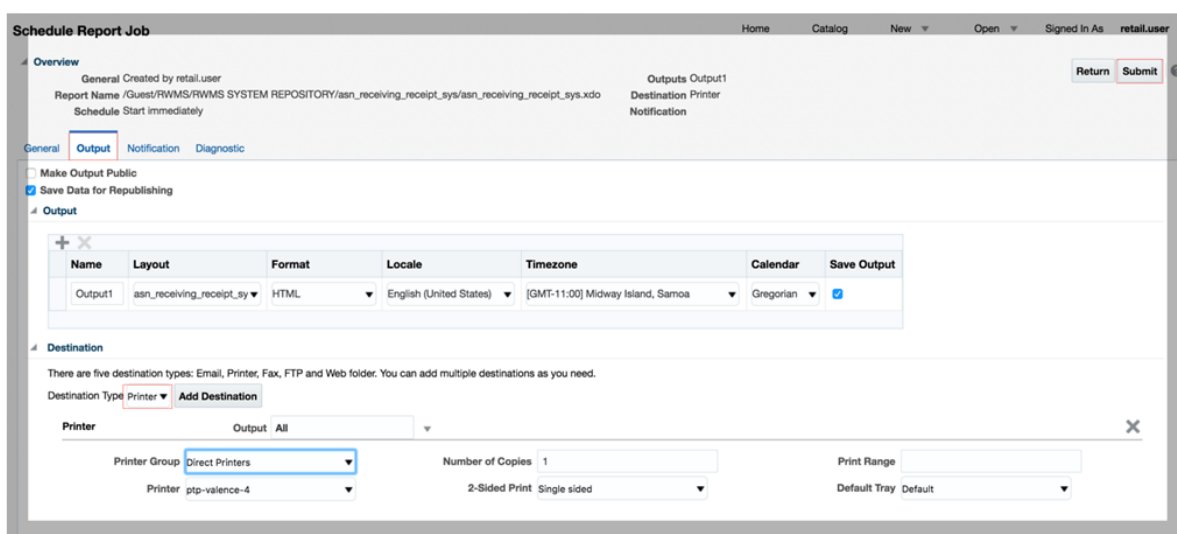 Schedule Report Job
Home Catalog New Open Signed In As retail.user
Overview
Return Submit
General Created by retail.user Outputs Output1
Report Name /Guest/RWMS/RWMS SYSTEM REPOSITORY/asn_receiving_receipt_sys/asn_receiving_receipt_sys.xdo Destination Printer
Schedule Start immediately Notification
General Output Notification Diagnostic
Make Output Public
Save Data for Republishing
Output
Name Layout Format Locale Timezone Calendar Save Output
Output1 asn_receiving_receipt_sy HTML English (United States) [GMT-11:00] Midway Island, Samoa Gregorian
Destination
There are five destination types: Email, Printer, Fax, FTP and Web folder. You can add multiple destinations as you need.
Destination Type Printer Add Destination
Printer Output All
Printer Group Direct Printers Number of Copies 1 Print Range
Printer ptp-valence-4 2-Sided Print Single sided Default Tray Default